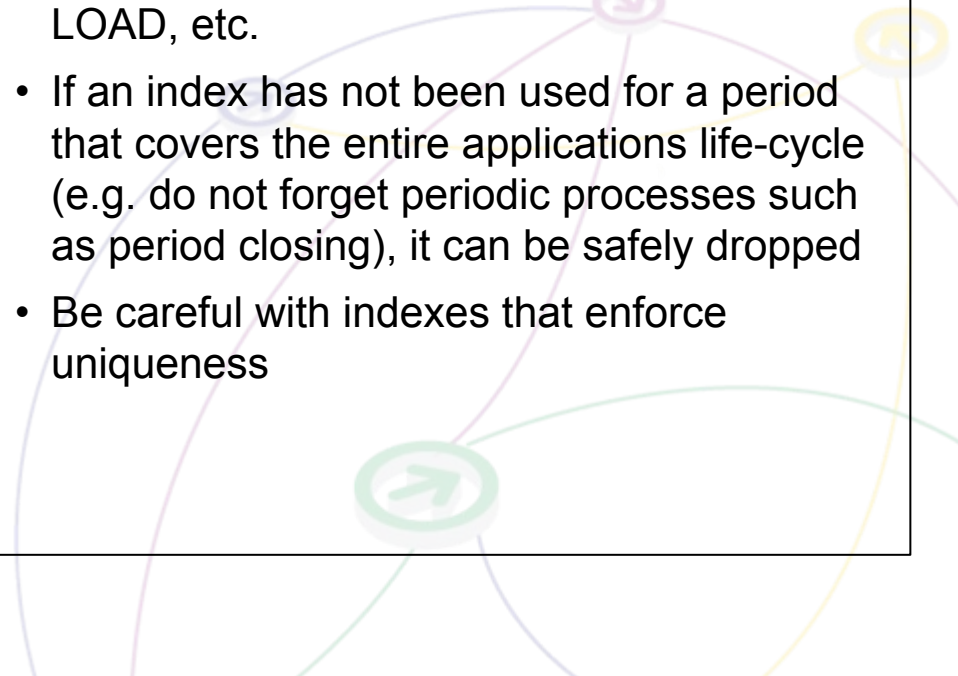 LOAD, etc.
• If an index has not been used for a period
that covers the entire applications life-cycle
(e.g. do not forget periodic processes such
as period closing), it can be safely dropped
• Be careful with indexes that enforce
uniqueness